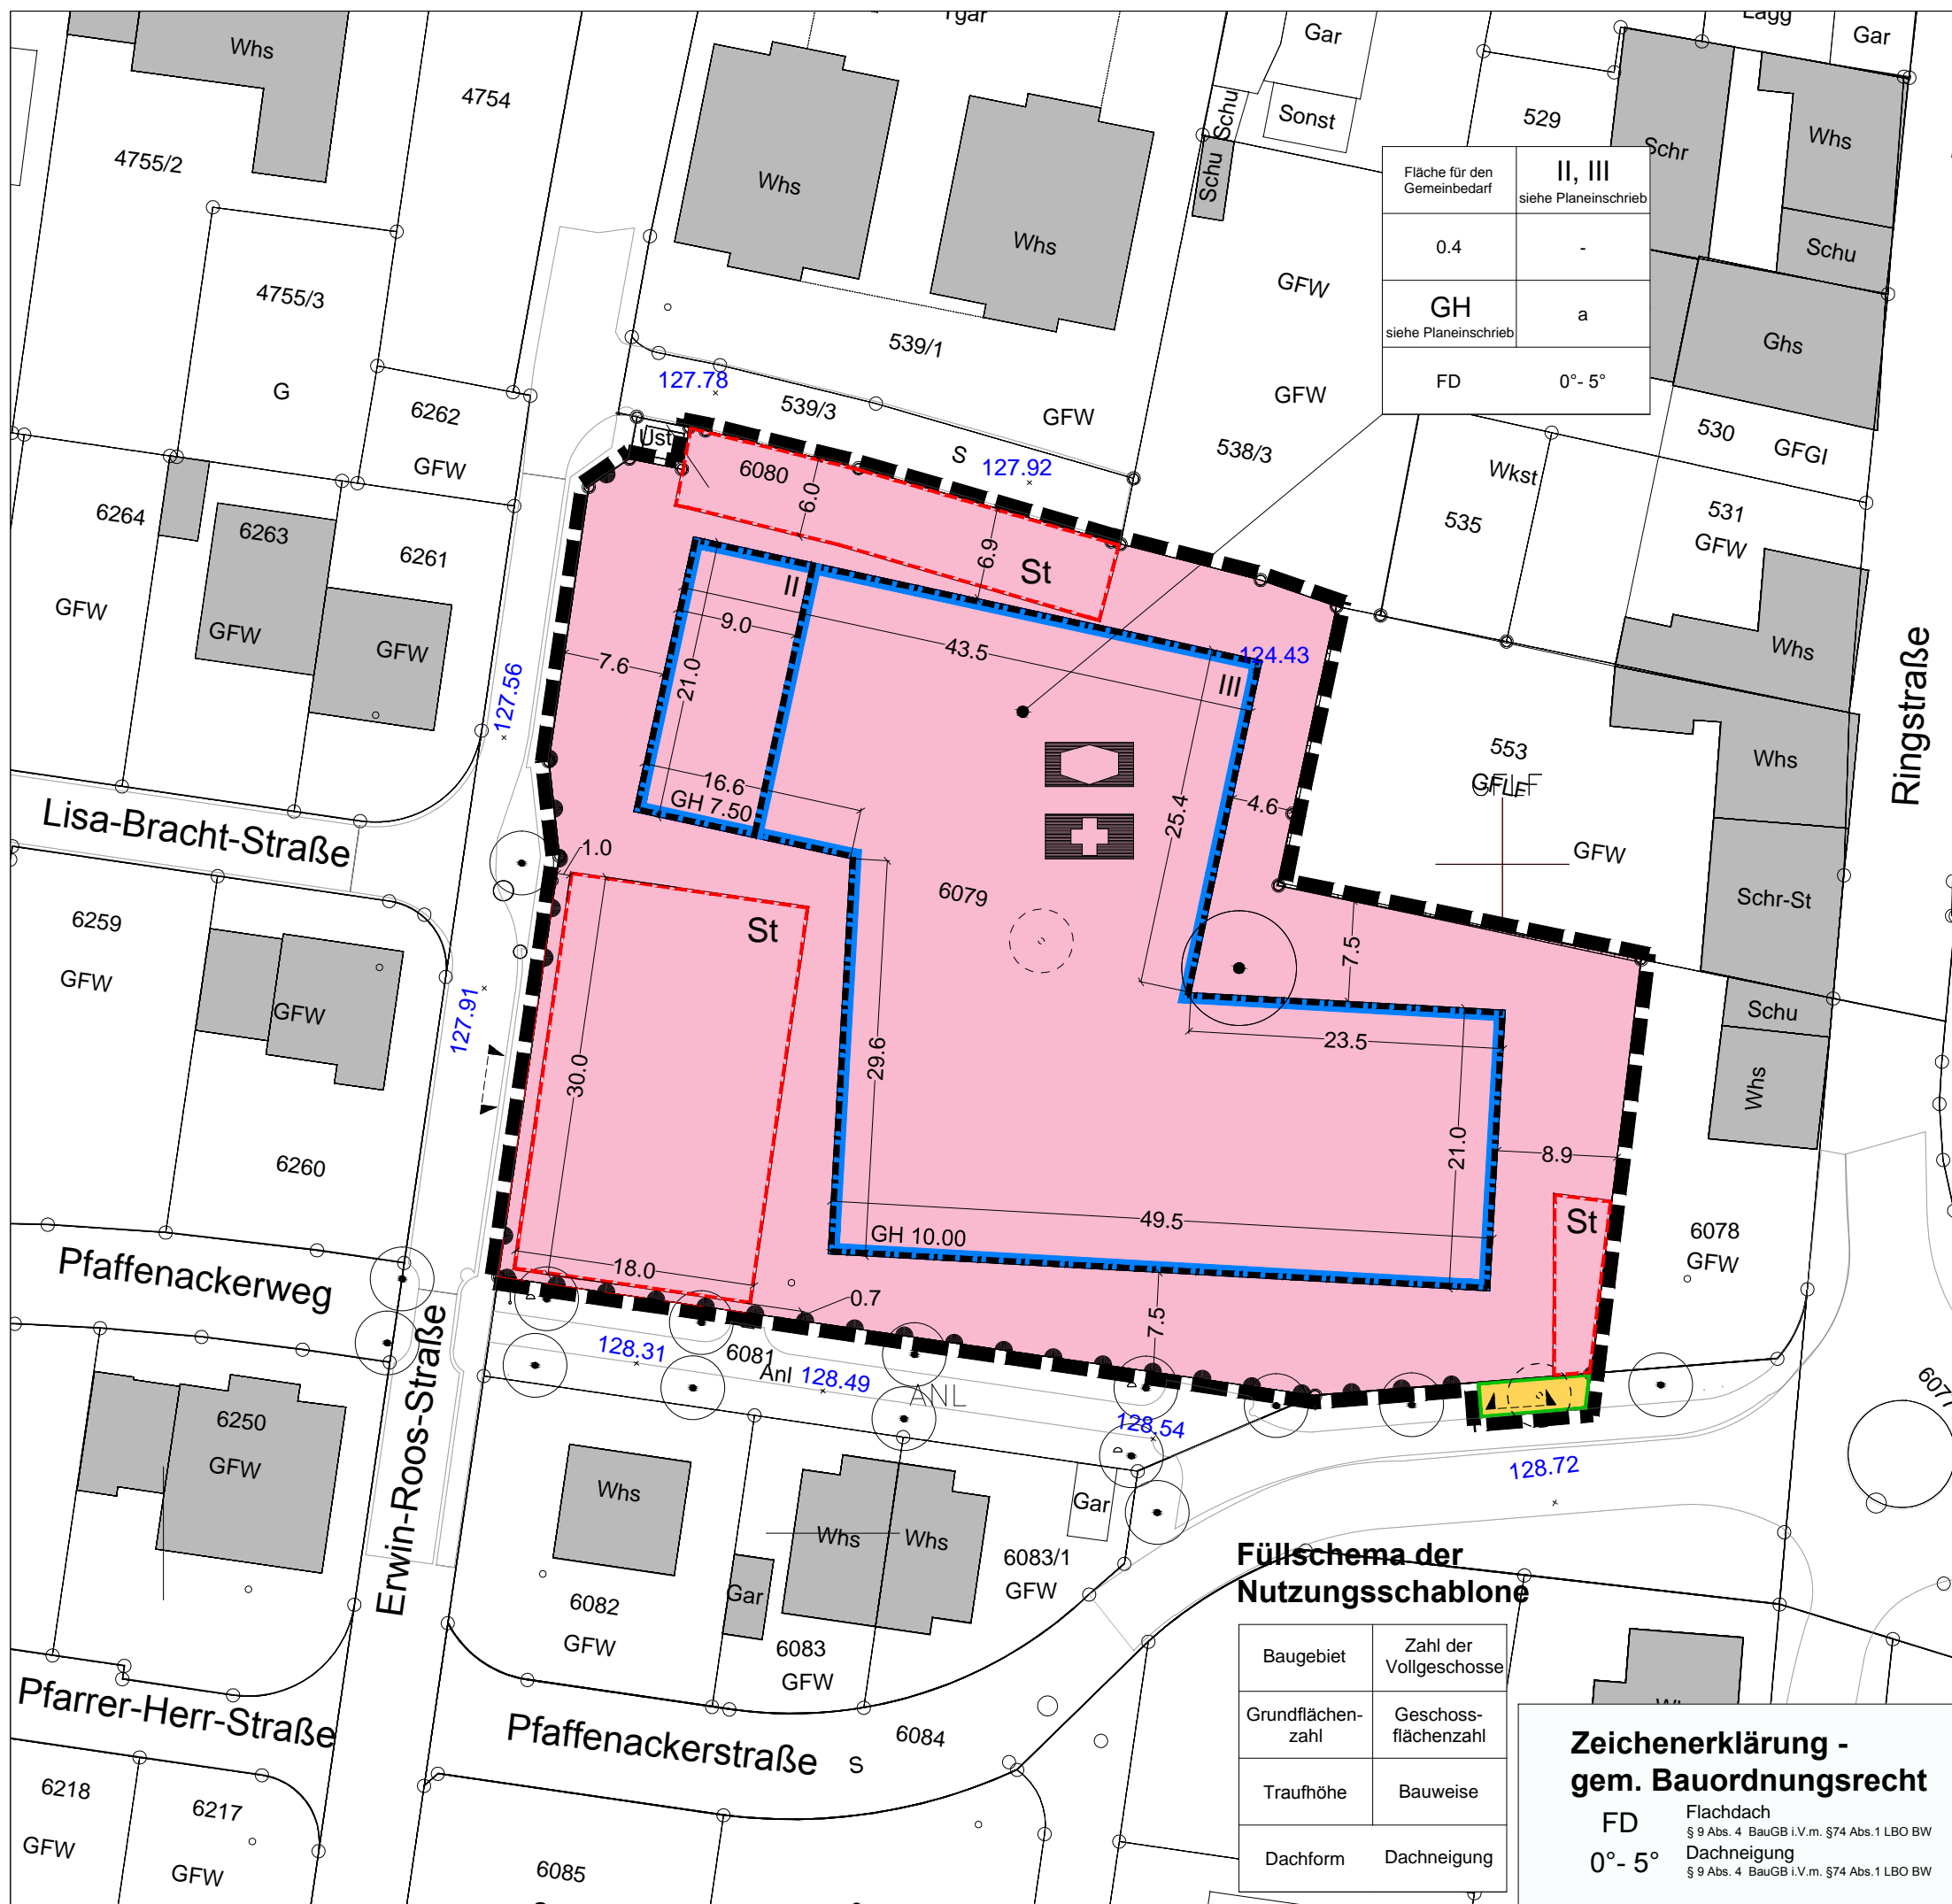 Whs
4754
Gar
Lagg
Gar
4755/2
Whs
Whs
Schu
Schu
Sonst
529
Schr
Whs
Schu
Fläche für den
Gemeinbedarf
II, III
siehe Planeinschrieb
0.4
-
GH
siehe Planeinschrieb
a
FD
0°- 5°
4755/3
G
539/1
GFW
GFW
Ghs
127.78
539/3
GFW
6262
GFW
Ust
6080
S
127.92
538/3
530
GFGI
Wkst
535
531
GFW
6264
GFW
6263
GFW
6261
GFW
6.0
6.9
St
II
9.0
43.5
124.43
III
7.6
21.0
127.56
16.6
GH 7.50
25.4
4.6
553
GFW
Whs
Whs
Ringstraße
Lisa-Bracht-Straße
1.0
6079
St
7.5
Schr-St
6259
GFW
GFW
127.91
30.0
29.6
23.5
21.0
8.9
Schu
Whs
6260
49.5
GH 10.00
St
6078
GFW
18.0
0.7
7.5
Pfaffenackerweg
Erwin-Roos-Straße
128.31
6081
Anl
128.49
ANL
128.54
128.72
6250
GFW
Whs
Whs
Whs
Gar
Gar
6083/1
GFW
6082
GFW
6083
GFW
Füllschema der
Nutzungsschablone
Baugebiet
Zahl der
Vollgeschosse
Grundflächen-
zahl
Geschoss-
flächenzahl
Traufhöhe
Bauweise
Dachform
Dachneigung
Pfarrer-Herr-Straße
Pfaffenackerstraße
S
6084
6218
GFW
6217
GFW
6085
Zeichenerklärung -
gem. Bauordnungsrecht
FD
Flachdach
§ 9 Abs. 4 BauGB i.V.m. §74 Abs.1 LBO BW
0°- 5°
Dachneigung
§ 9 Abs. 4 BauGB i.V.m. §74 Abs.1 LBO BW